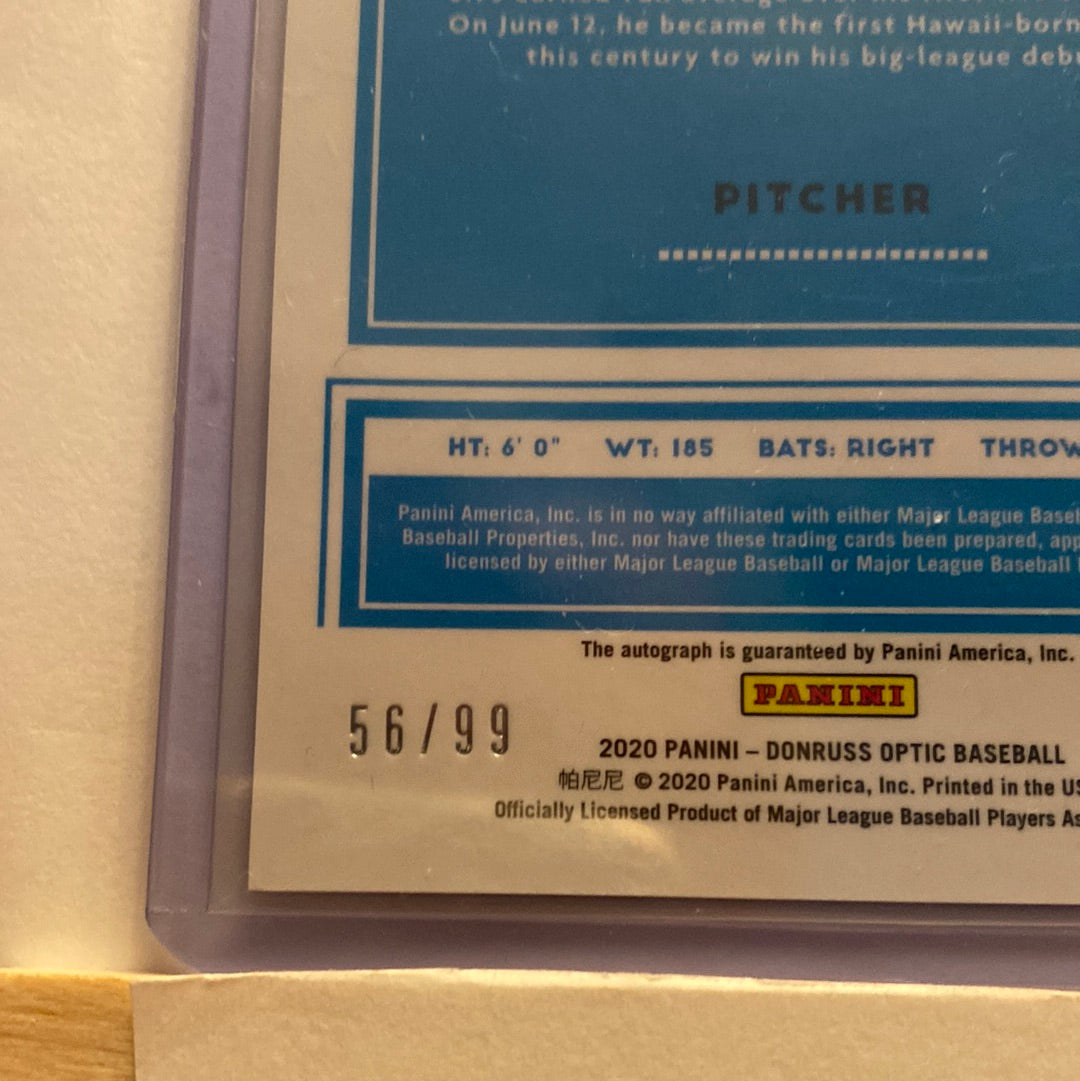 On June 12, he became the first Hawaii-born
this century to win his big-league
PITCHER
HT: 6' 0" WT: 185 BATS: RIGHT THROW
Panini America, Inc. is in no way affiliated with either Major League
Baseball Properties, Inc. nor have these trading cards been prepared,
licensed by either Major League Baseball or Major League Baseball
The autograph is guaranteed by Panini America, Inc.
PANINI
56/99
2020 PANINI – DONRUSS OPTIC BASEBALL
帕尼尼 © 2020 Panini America, Inc. Printed in the
Officially Licensed Product of Major League Baseball Players